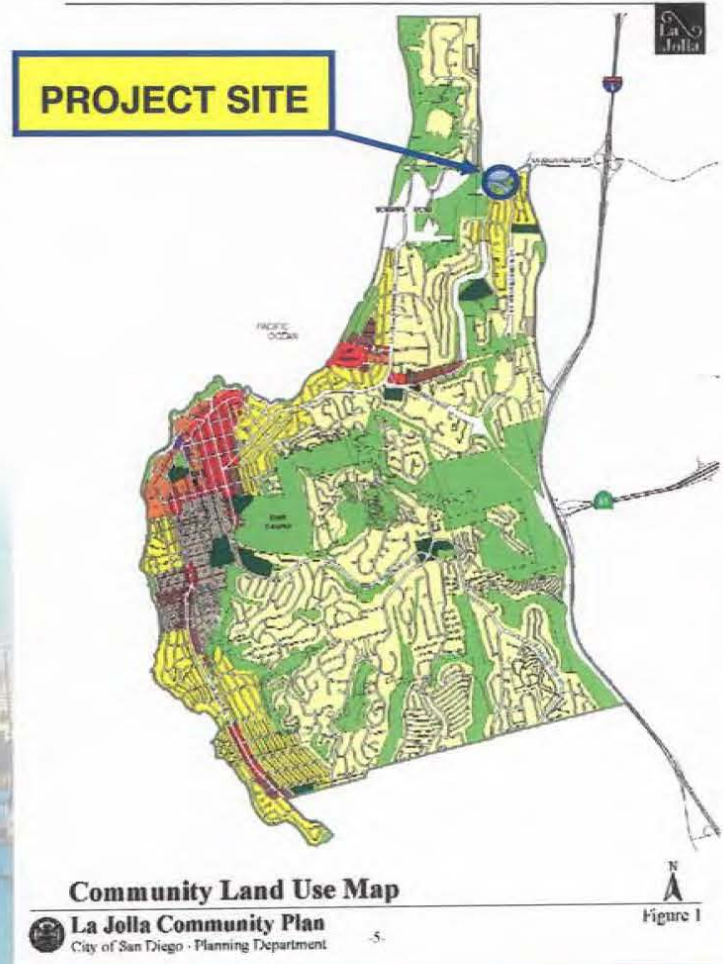 La
Jolla
PROJECT SITE
PACIFIC
OCEAN
Community Land Use Map
N
La Jolla Community Plan
City of San Diego - Planning Department
-5-
Figure 1